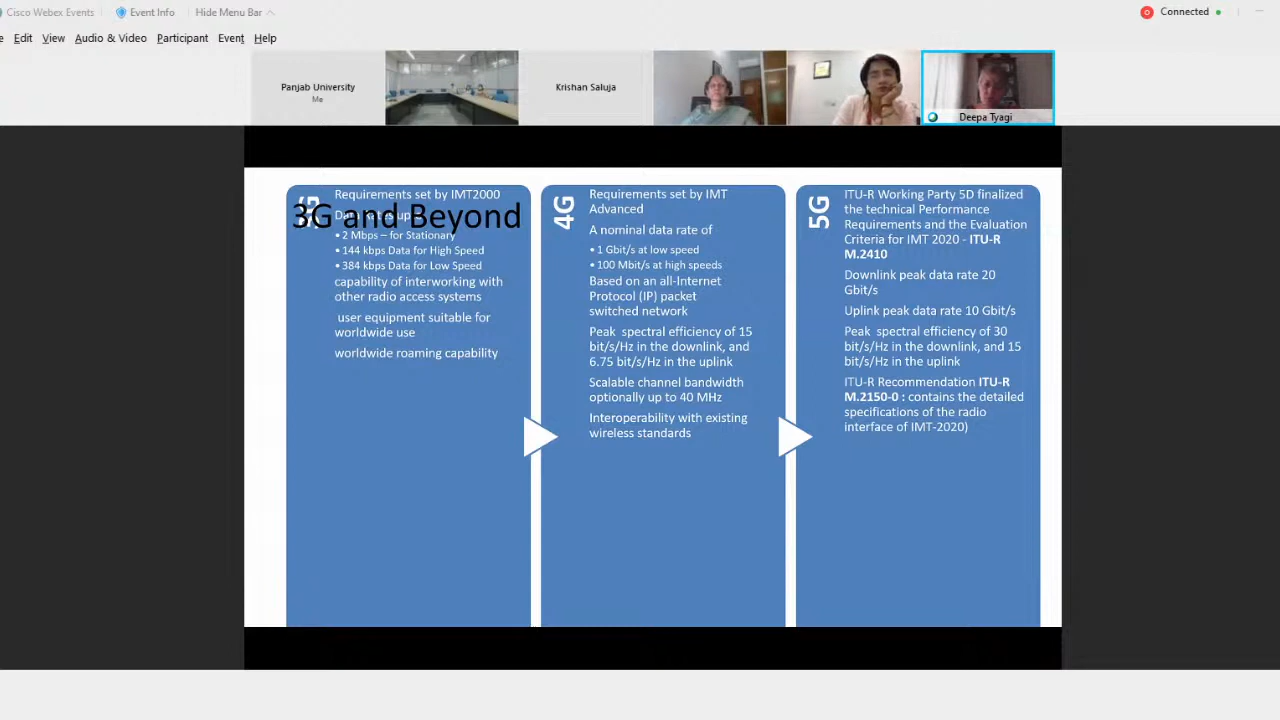 Cisco Webex Events
Event Info
Hide Menu Bar
Connected
e Edit View Audio & Video Participant Event Help
Panjab University
Me
Krishan Saluja
Deepa Tyagi
3G and Beyond
Requirements set by IMT2000
Data rates up to
• 2 Mbps – for Stationary
• 144 kbps Data for High Speed
• 384 kbps Data for Low Speed
capability of interworking with
other radio access systems
user equipment suitable for
worldwide use
worldwide roaming capability
4G
Requirements set by IMT
Advanced
A nominal data rate of
• 1 Gbit/s at low speed
• 100 Mbit/s at high speeds
Based on an all-Internet
Protocol (IP) packet
switched network
Peak spectral efficiency of 15
bit/s/Hz in the downlink, and
6.75 bit/s/Hz in the uplink
Scalable channel bandwidth
optionally up to 40 MHz
Interoperability with existing
wireless standards
5G
ITU-R Working Party 5D finalized
the technical Performance
Requirements and the Evaluation
Criteria for IMT 2020 - ITU-R
M.2410
Downlink peak data rate 20
Gbit/s
Uplink peak data rate 10 Gbit/s
Peak spectral efficiency of 30
bit/s/Hz in the downlink, and 15
bit/s/Hz in the uplink
ITU-R Recommendation ITU-R
M.2150-0 : contains the detailed
specifications of the radio
interface of IMT-2020)